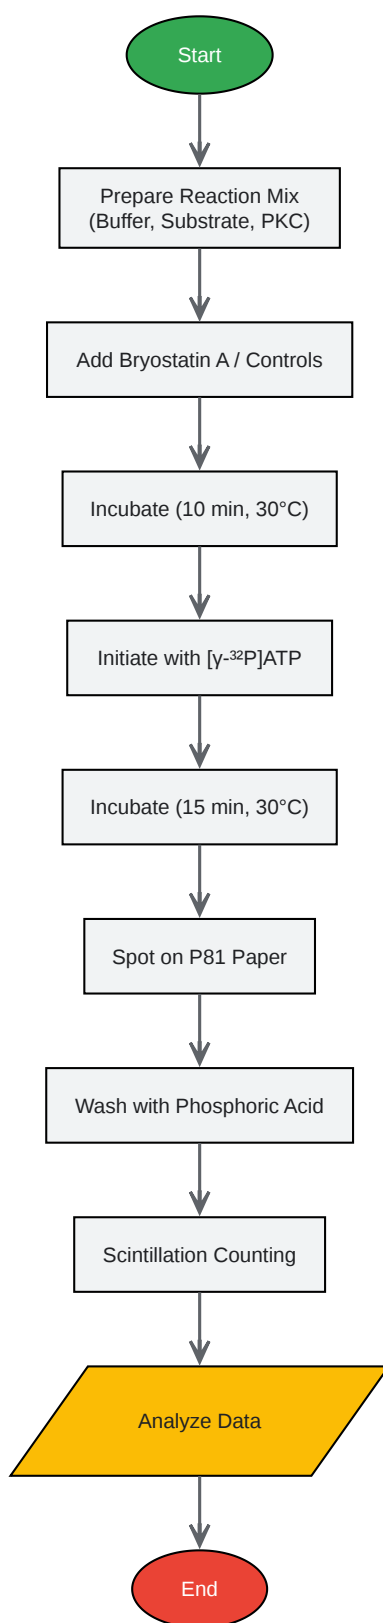 Start
Prepare Reaction Mix
(Buffer, Substrate, PKC)
Add Bryostatin A / Controls
Incubate (10 min, 30°C)
Initiate with [γ-³²P]ATP
Incubate (15 min, 30°C)
Spot on P81 Paper
Wash with Phosphoric Acid
Scintillation Counting
Analyze Data
End